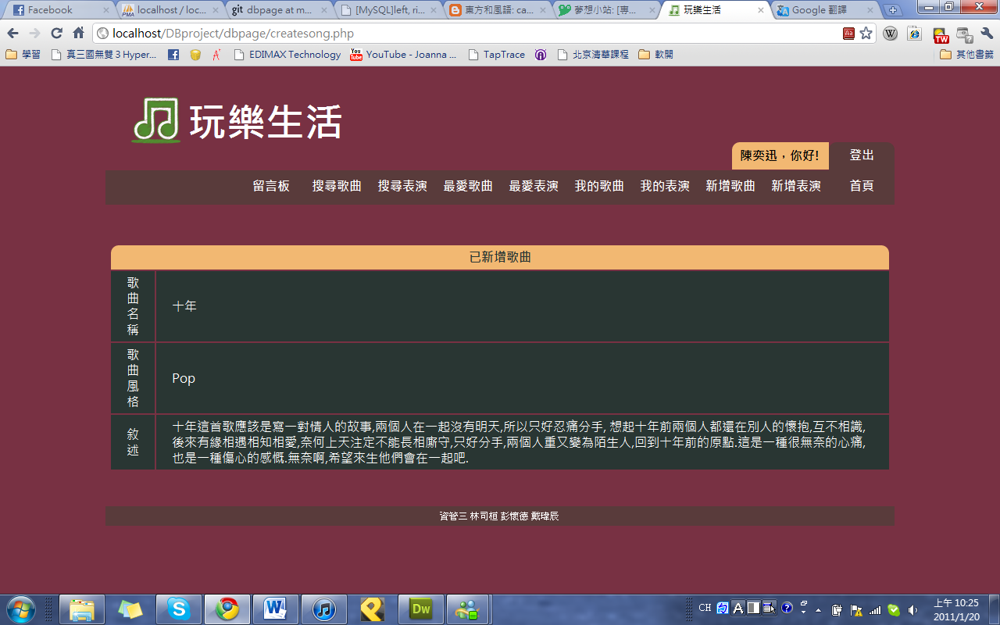 Facebook
localhost / loc...
git dbpage at m...
[MySQL]left, ri...
東方和風語: ca...
夢想小站: [專...
玩樂生活
Google 翻譯
localhost/DBproject/dbpage/createsong.php
學習
真三國無雙 3 Hyper...
EDIMAX Technology
YouTube - Joanna ...
TapTrace
北京清華課程
軟開
其他書籤
玩樂生活
陳奕迅，你好!
登出
留言板
搜尋歌曲
搜尋表演
最愛歌曲
最愛表演
我的歌曲
我的表演
新增歌曲
新增表演
首頁
已新增歌曲
歌曲名稱
十年
歌曲風格
Pop
敘述
十年這首歌應該是寫一對情人的故事,兩個人在一起沒有明天,所以只好忍痛分手, 想起十年前兩個人都還在別人的懷抱,互不相識,
後來有緣相遇相知相愛,奈何上天注定不能長相廝守,只好分手,兩個人重又變為陌生人,回到十年前的原點.這是一種很無奈的心痛,
也是一種傷心的感慨.無奈啊,希望來生他們會在一起吧.
資管三 林司桓 彭懷德 戴瑋辰
CH
上午 10:25
2011/1/20